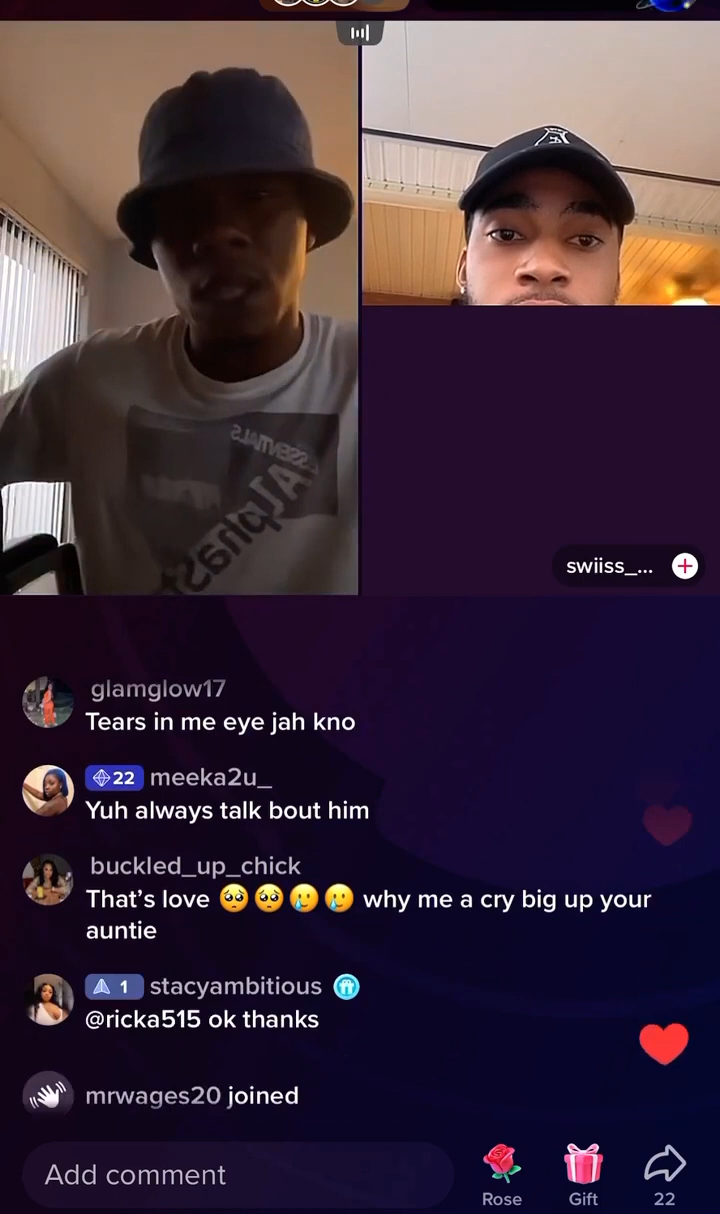 ESSENTIALS
swiiss_...
glamglow17
Tears in me eye jah kno
22 meeka2u_
Yuh always talk bout him
buckled_up_chick
That’s love 🥺🥺🥲🥲 why me a cry big up your
auntie
1 stacyambitious
@ricka515 ok thanks
mrwages20 joined
Add comment
Rose
Gift
22